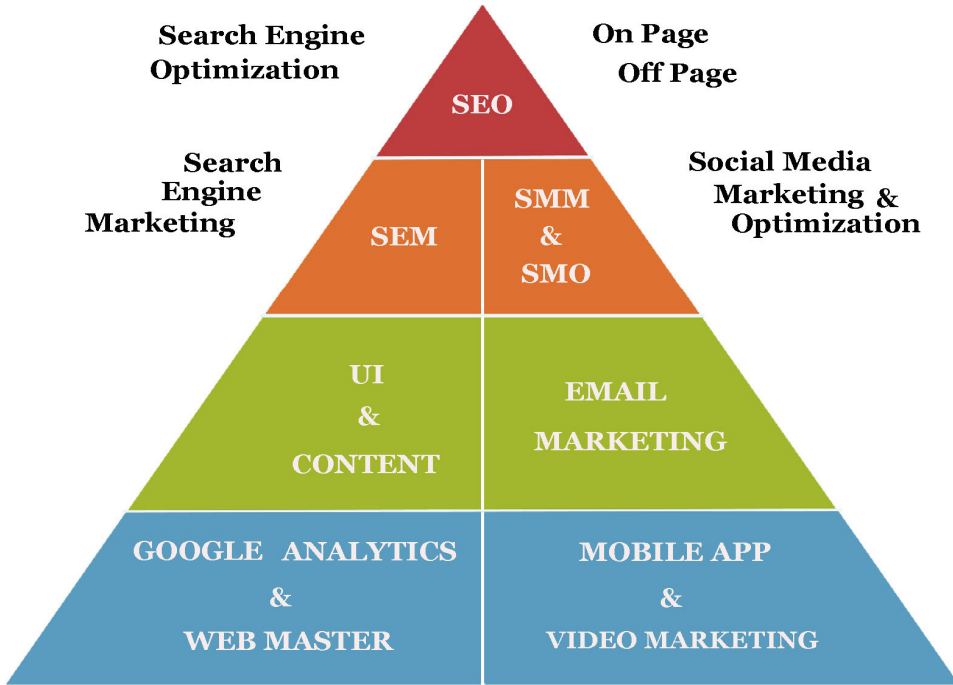 Search Engine
Optimization
On Page
Off Page
SEO
Search
Engine
Marketing
Social Media
Marketing &
Optimization
SEM
SMM
&
SMO
UI
&
CONTENT
EMAIL
MARKETING
GOOGLE ANALYTICS
&
WEB MASTER
MOBILE APP
&
VIDEO MARKETING